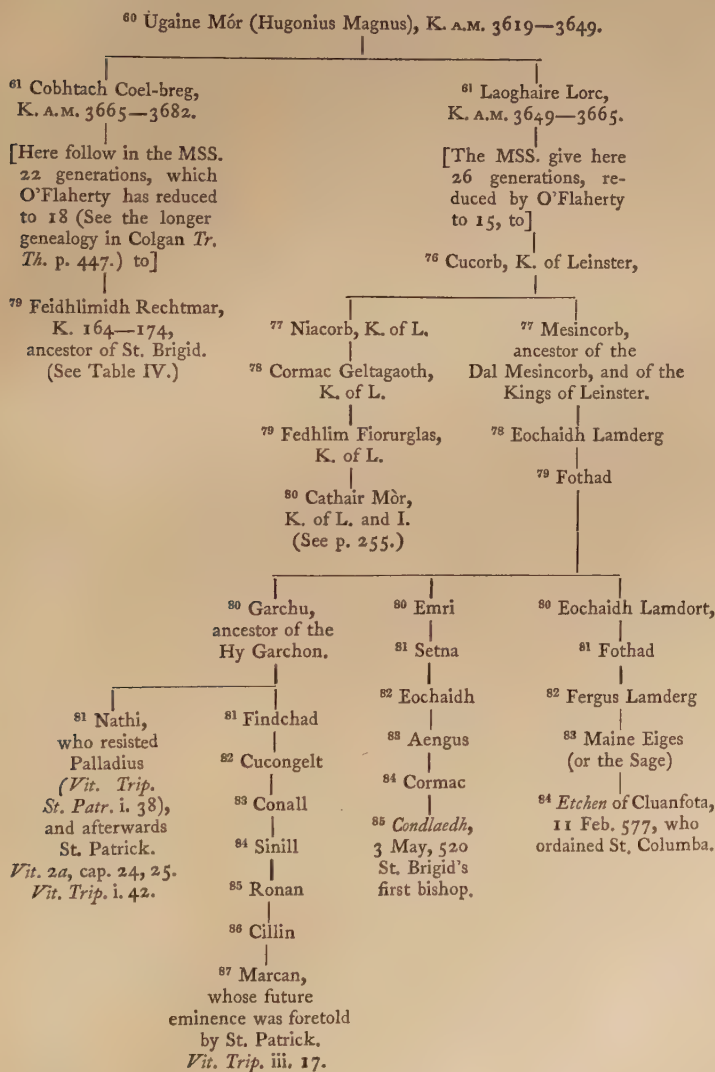 60 Ugaine Mór (Hugonius Magnus), K. A.M. 3619—3649.
61 Cobhtach Coel-breg,
K. A.M. 3665—3682.
[Here follow in the MSS.
22 generations, which
O'Flaherty has reduced
to 18 (See the longer
genealogy in Colgan Tr.
Th. p. 447.) to]
79 Feidhlimidh Rechtmar,
K. 164—174,
ancestor of St. Brigid.
(See Table IV.)
61 Laoghaire Lorc,
K. A.M. 3649—3665.
[The MSS. give here
26 generations, re-
duced by O'Flaherty
to 15, to]
76 Cucorb, K. of Leinster,
77 Niacorb, K. of L.
78 Cormac Geltagaoth,
K. of L.
79 Fedhlim Fiorurglas,
K. of L.
80 Cathair Mòr,
K. of L. and I.
(See p. 255.)
77 Mesincorb,
ancestor of the
Dal Mesincorb, and of the
Kings of Leinster.
78 Eochaidh Lamderg
79 Fothad
80 Garchu,
ancestor of the
Hy Garchon.
81 Nathi,
who resisted
Palladius
(Vit. Trip.
St. Patr. i. 38),
and afterwards
St. Patrick.
Vit. 2a, cap. 24, 25.
Vit. Trip. i. 42.
81 Findchad
82 Cucongelt
83 Conall
84 Sinill
85 Ronan
86 Cillin
87 Marcan,
whose future
eminence was foretold
by St. Patrick.
Vit. Trip. iii. 17.
80 Emri
81 Setna
82 Eochaidh
83 Aengus
84 Cormac
85 Condlaedh,
3 May, 520
St. Brigid's
first bishop.
80 Eochaidh Lamdort,
81 Fothad
82 Fergus Lamderg
83 Maine Eiges
(or the Sage)
84 Etchen of Cluanfota,
11 Feb. 577, who
ordained St. Columba.